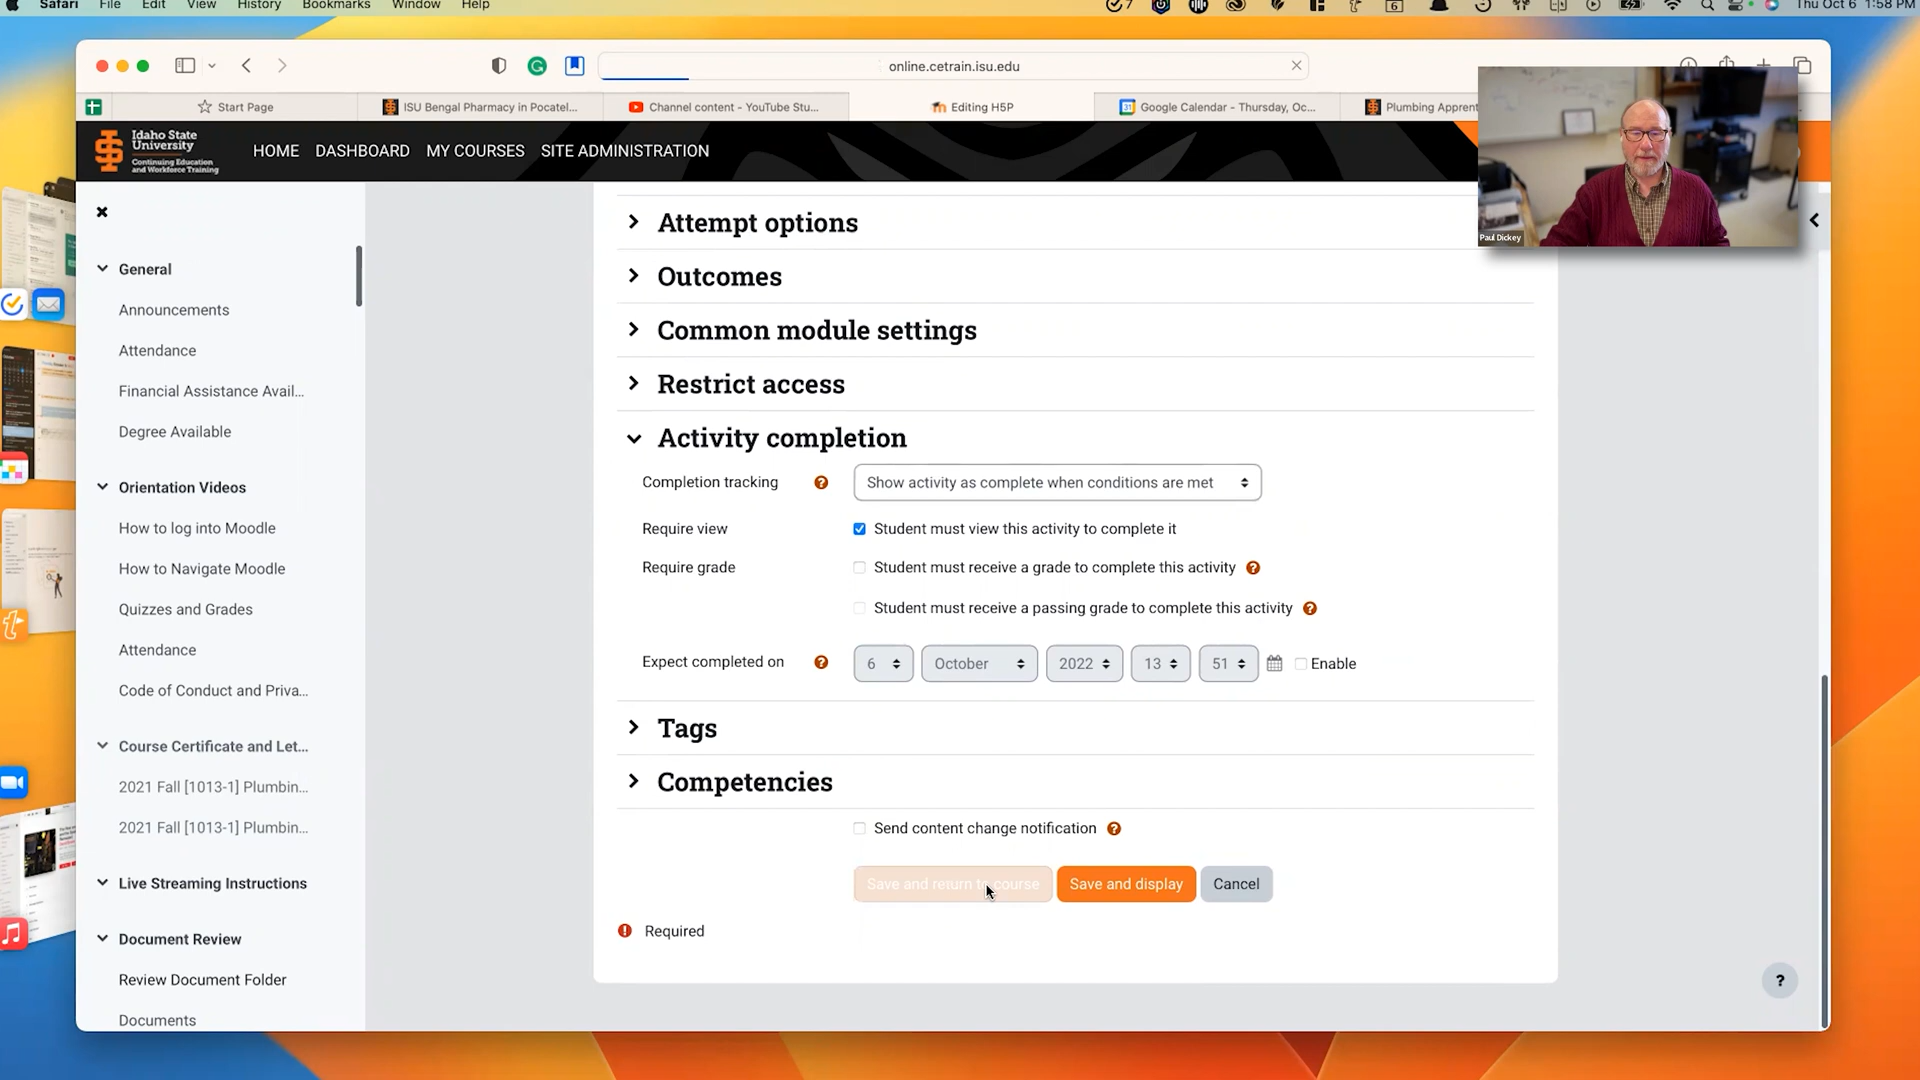 Safari File Edit View History Bookmarks Window Help
7
6
Thu Oct 6 1:58 PM
online.cetrain.isu.edu
Start Page
ISU Bengal Pharmacy in Pocatel...
Channel content - YouTube Stu...
Editing H5P
Google Calendar - Thursday, Oc...
Plumbing Apprent
Idaho State
University
Continuing Education
and Workforce Training
HOME DASHBOARD MY COURSES SITE ADMINISTRATION
Paul Dickey
General
Announcements
Attendance
Financial Assistance Avail...
Degree Available
Orientation Videos
How to log into Moodle
How to Navigate Moodle
Quizzes and Grades
Attendance
Code of Conduct and Priva...
Course Certificate and Let...
2021 Fall [1013-1] Plumbin...
2021 Fall [1013-1] Plumbin...
Live Streaming Instructions
Document Review
Review Document Folder
Documents
Attempt options
Outcomes
Common module settings
Restrict access
Activity completion
Completion tracking ? Show activity as complete when conditions are met
Require view Student must view this activity to complete it
Require grade Student must receive a grade to complete this activity ?
Student must receive a passing grade to complete this activity ?
Expect completed on ? 6 October 2022 13 51 Enable
Tags
Competencies
Send content change notification ?
Save and return to course Save and display Cancel
! Required
?